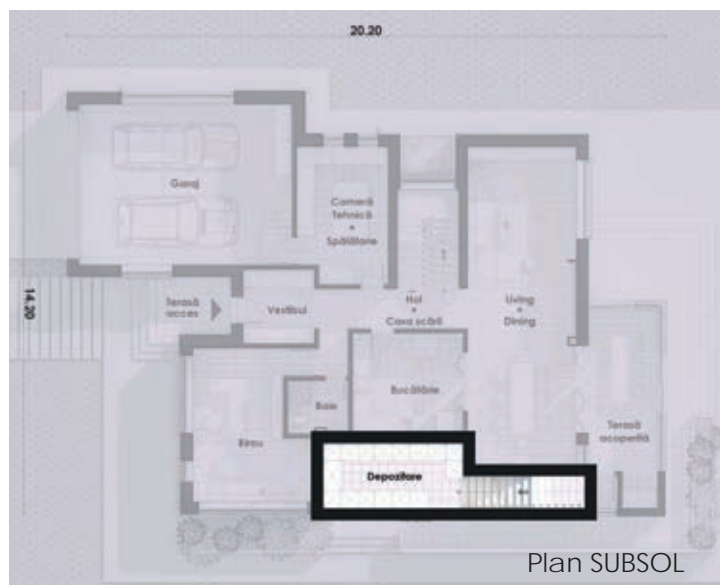 20.20
Garaj
Cameră
Tehnică
+
Spălătorie
14.20
Terasă
acces
Vestibul
Hol
+
Casa scării
Living
+
Dining
Baie
Bucătărie
Birou
Terasă
acoperită
Depozitare
Plan SUBSOL